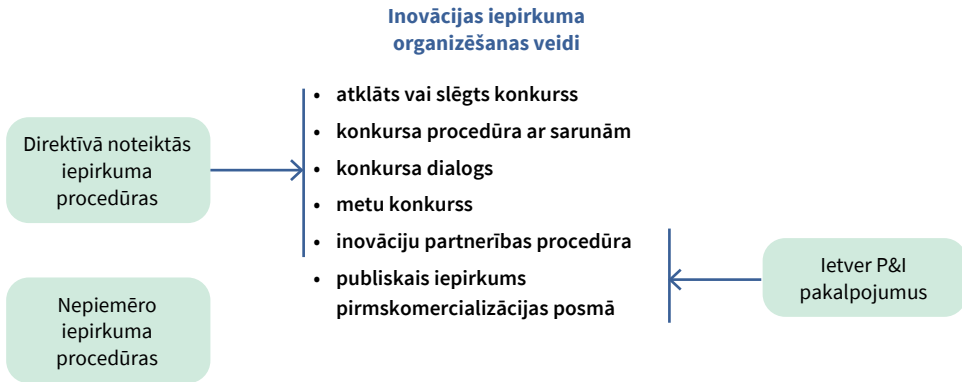 Inovācijas iepirkuma
organizēšanas veidi
Direktīvā noteiktās
iepirkuma
procedūras
• atklāts vai slēgts konkurss
• konkursa procedūra ar sarunām
• konkursa dialogs
• metu konkurss
• inovāciju partnerības procedūra
• publiskais iepirkums
pirmskomercializācijas posmā
Ietver P&I
pakalpojumus
Nepiemēro
iepirkuma
procedūras